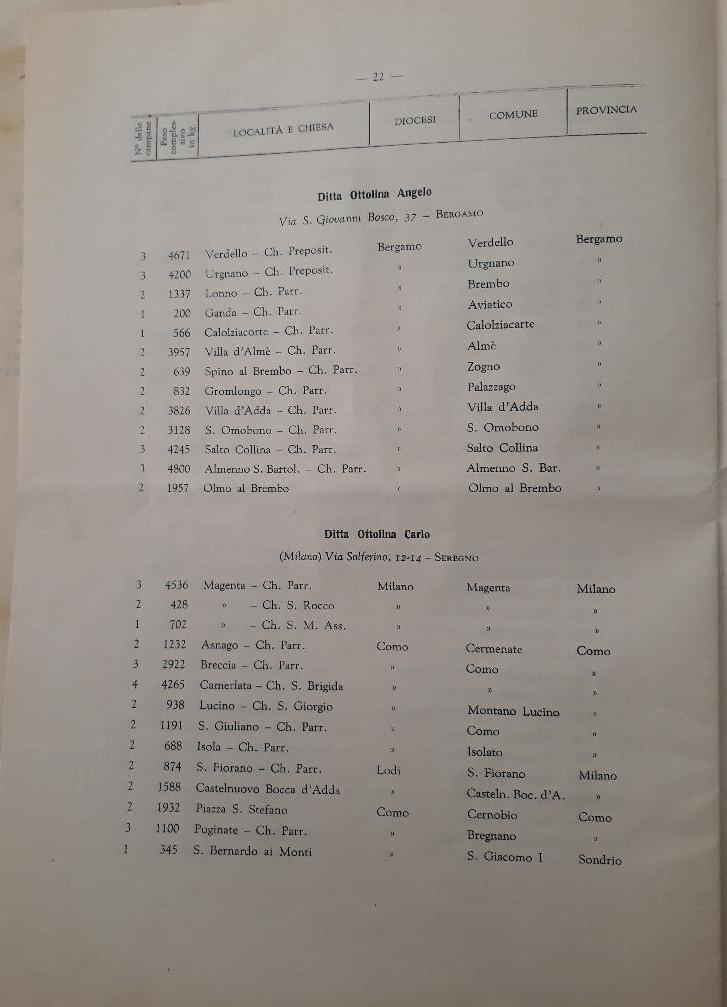 — 22 —
N° delle campane
Peso complessivo in kg
LOCALITÀ E CHIESA
DIOCESI
COMUNE
PROVINCIA
Ditta Ottolina Angelo
Via S. Giovanni Bosco, 37 – BERGAMO
3 4671 Verdello – Ch. Preposit. Bergamo Verdello Bergamo
3 4200 Urgnano – Ch. Preposit. » Urgnano »
2 1337 Lonno – Ch. Parr. » Brembo »
1 200 Ganda – Ch. Parr. » Aviatico »
1 566 Calolziacorte – Ch. Parr. » Calolziacarte »
2 3957 Villa d'Almè – Ch. Parr. » Almè »
2 639 Spino al Brembo – Ch. Parr. » Zogno »
2 832 Gromlongo – Ch. Parr. » Palazzago »
2 3826 Villa d'Adda – Ch. Parr. » Villa d'Adda »
2 3128 S. Omobono – Ch. Parr. » S. Omobono »
3 4245 Salto Collina – Ch. Parr. » Salto Collina »
3 4800 Almenno S. Bartol. – Ch. Parr. » Almenno S. Bar. »
2 1957 Olmo al Brembo » Olmo al Brembo »
Ditta Ottolina Carlo
(Milano) Via Solferino, 12-14 – SEREGNO
3 4536 Magenta – Ch. Parr. Milano Magenta Milano
2 428 » – Ch. S. Rocco » » »
1 702 » – Ch. S. M. Ass. » » »
2 1232 Asnago – Ch. Parr. Como Cermenate Como
3 2922 Breccia – Ch. Parr. » Como »
4 4265 Camerlata – Ch. S. Brigida » » »
2 938 Lucino – Ch. S. Giorgio » Montano Lucino »
2 1191 S. Giuliano – Ch. Parr. » Como »
2 688 Isola – Ch. Parr. » Isolato »
2 874 S. Fiorano – Ch. Parr. Lodi S. Fiorano Milano
2 1588 Castelnuovo Bocca d'Adda » Casteln. Boc. d'A. »
2 1932 Piazza S. Stefano Como Cernobio Como
3 1100 Puginate – Ch. Parr. » Bregnano »
1 345 S. Bernardo ai Monti » S. Giacomo I Sondrio